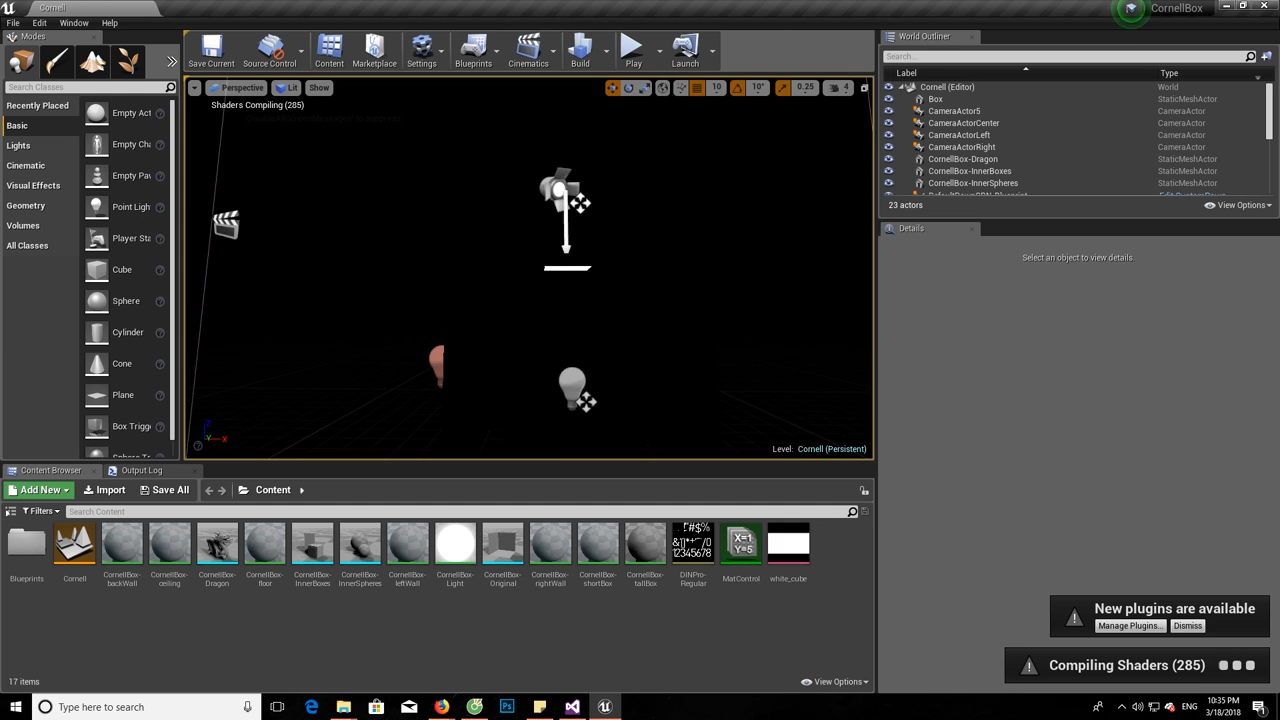 Cornell
CornellBox
File Edit Window Help
Modes
Search Classes
Recently Placed
Basic
Lights
Cinematic
Visual Effects
Geometry
Volumes
All Classes
Empty Act
Empty Cha
Empty Pav
Point Ligh
Player Sta
Cube
Sphere
Cylinder
Cone
Plane
Box Trigg
Sphere Tr
Save Current
Source Control
Content
Marketplace
Settings
Blueprints
Cinematics
Build
Play
Launch
Perspective
Lit
Show
10
10°
0.25
4
Shaders Compiling (285)
Level: Cornell (Persistent)
World Outliner
Search...
Label Type
Cornell (Editor) World
Box StaticMeshActor
CameraActor5 CameraActor
CameraActorCenter CameraActor
CameraActorLeft CameraActor
CameraActorRight CameraActor
CornellBox-Dragon StaticMeshActor
CornellBox-InnerBoxes StaticMeshActor
CornellBox-InnerSpheres StaticMeshActor
23 actors
View Options
Details
Select an object to view details.
Content Browser
Output Log
Add New
Import
Save All
Content
Filters
Search Content
Blueprints
Cornell
CornellBox-
backWall
CornellBox-
ceiling
CornellBox-
Dragon
CornellBox-
floor
CornellBox-
InnerBoxes
CornellBox-
InnerSpheres
CornellBox-
leftWall
CornellBox-
Light
CornellBox-
Original
CornellBox-
rightWall
CornellBox-
shortBox
CornellBox-
tallBox
DINPro-
Regular
MatControl
white_cube
X=1
Y=5
17 items
View Options
New plugins are available
Manage Plugins...
Dismiss
Compiling Shaders (285)
Type here to search
ENG
10:35 PM
3/18/2018